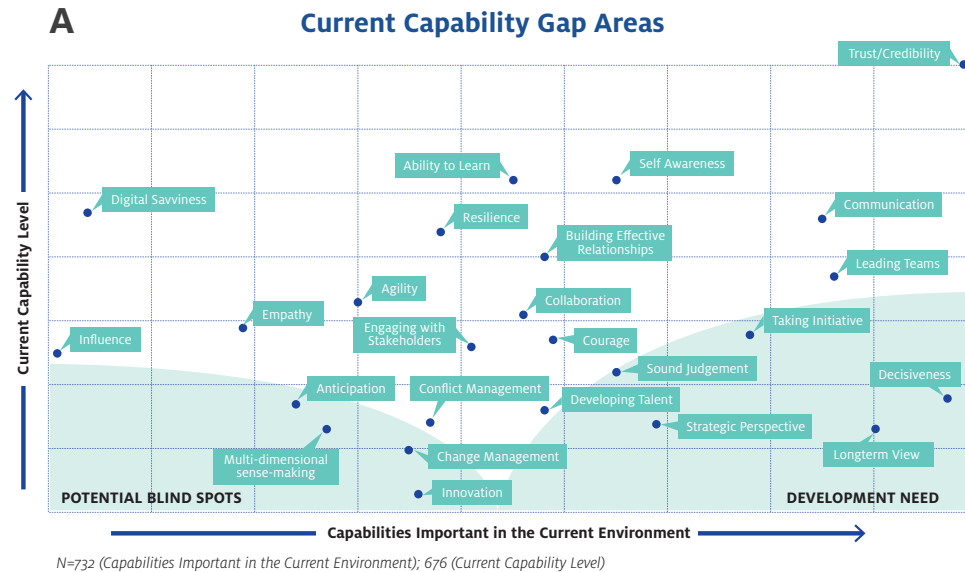 A
Current Capability Gap Areas
Trust/Credibility
Ability to Learn
Self Awareness
Digital Savviness
Communication
Resilience
Building Effective
Relationships
Leading Teams
Agility
Collaboration
Empathy
Taking Initiative
Engaging with
Stakeholders
Influence
Courage
Sound Judgement
Decisiveness
Anticipation
Conflict Management
Developing Talent
Strategic Perspective
Multi-dimensional
sense-making
Change Management
Longterm View
Innovation
POTENTIAL BLIND SPOTS
DEVELOPMENT NEED
Current Capability Level
Capabilities Important in the Current Environment
N=732 (Capabilities Important in the Current Environment); 676 (Current Capability Level)